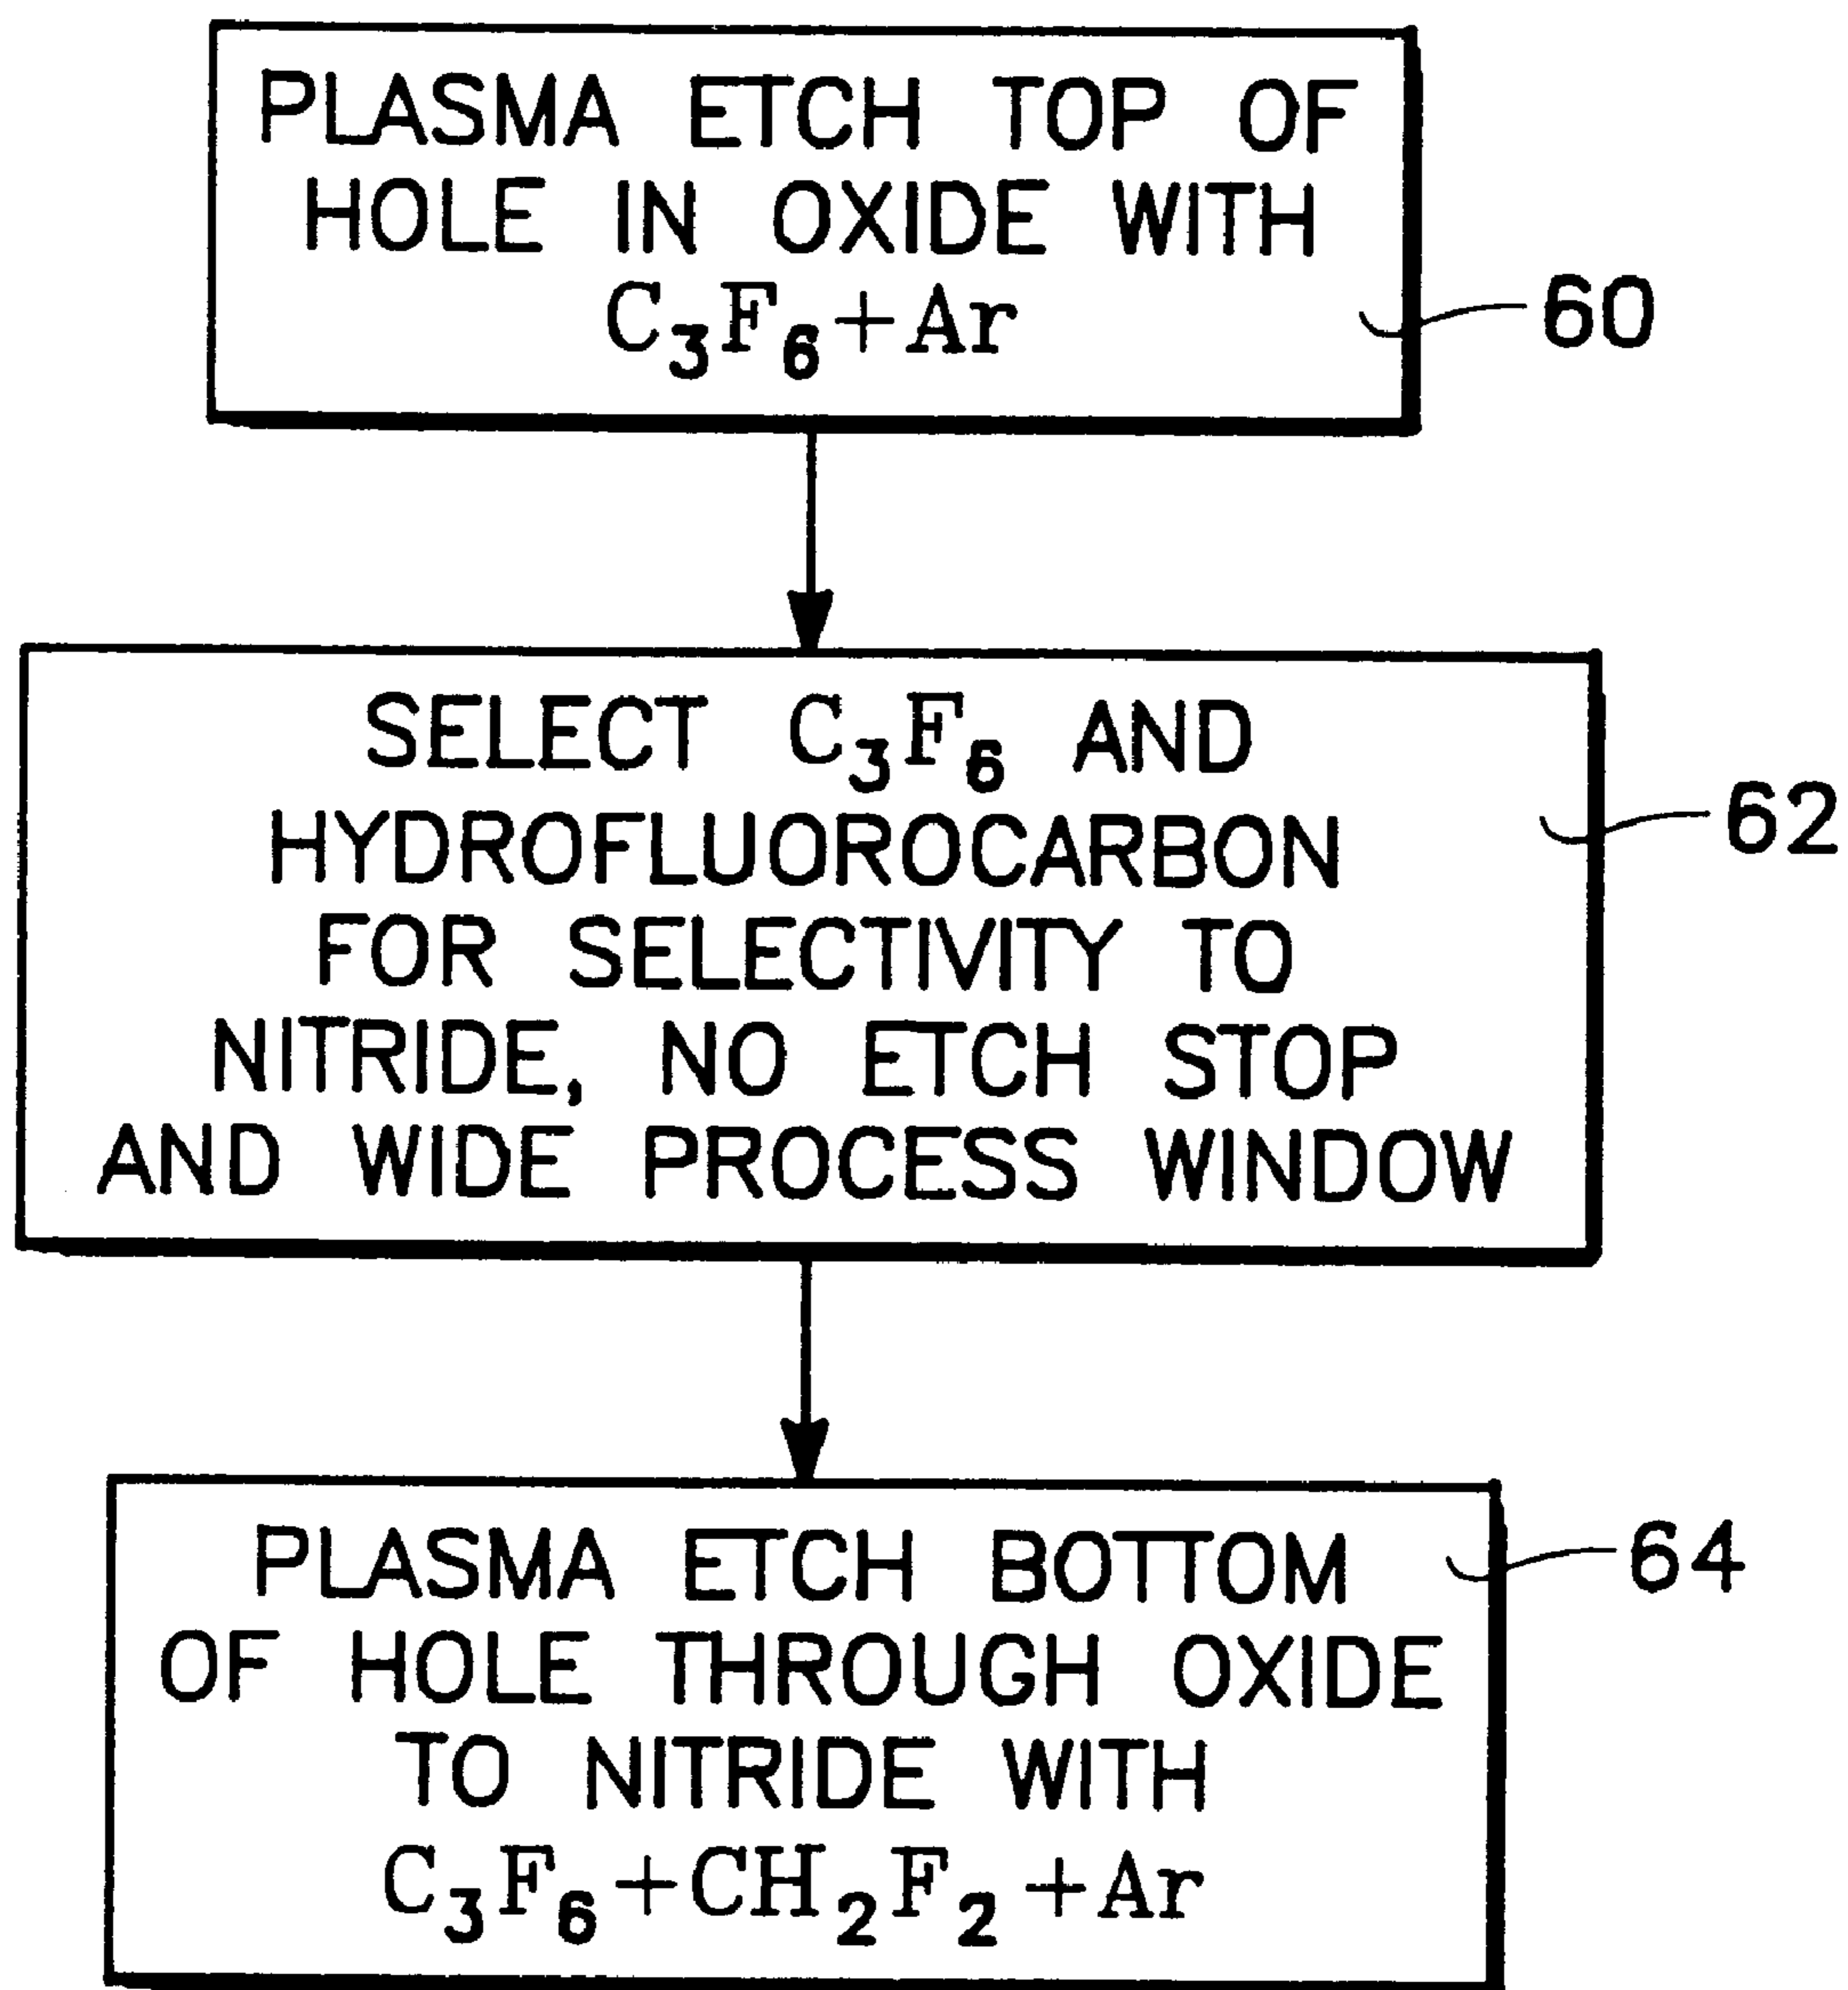 PLASMA ETCH TOP OF
HOLE IN OXIDE WITH
C₃F₆+Ar
60
SELECT C₃F₆ AND
HYDROFLUOROCARBON
FOR SELECTIVITY TO
NITRIDE, NO ETCH STOP
AND WIDE PROCESS WINDOW
62
PLASMA ETCH BOTTOM
OF HOLE THROUGH OXIDE
TO NITRIDE WITH
C₃F₆+CH₂F₂+Ar
64